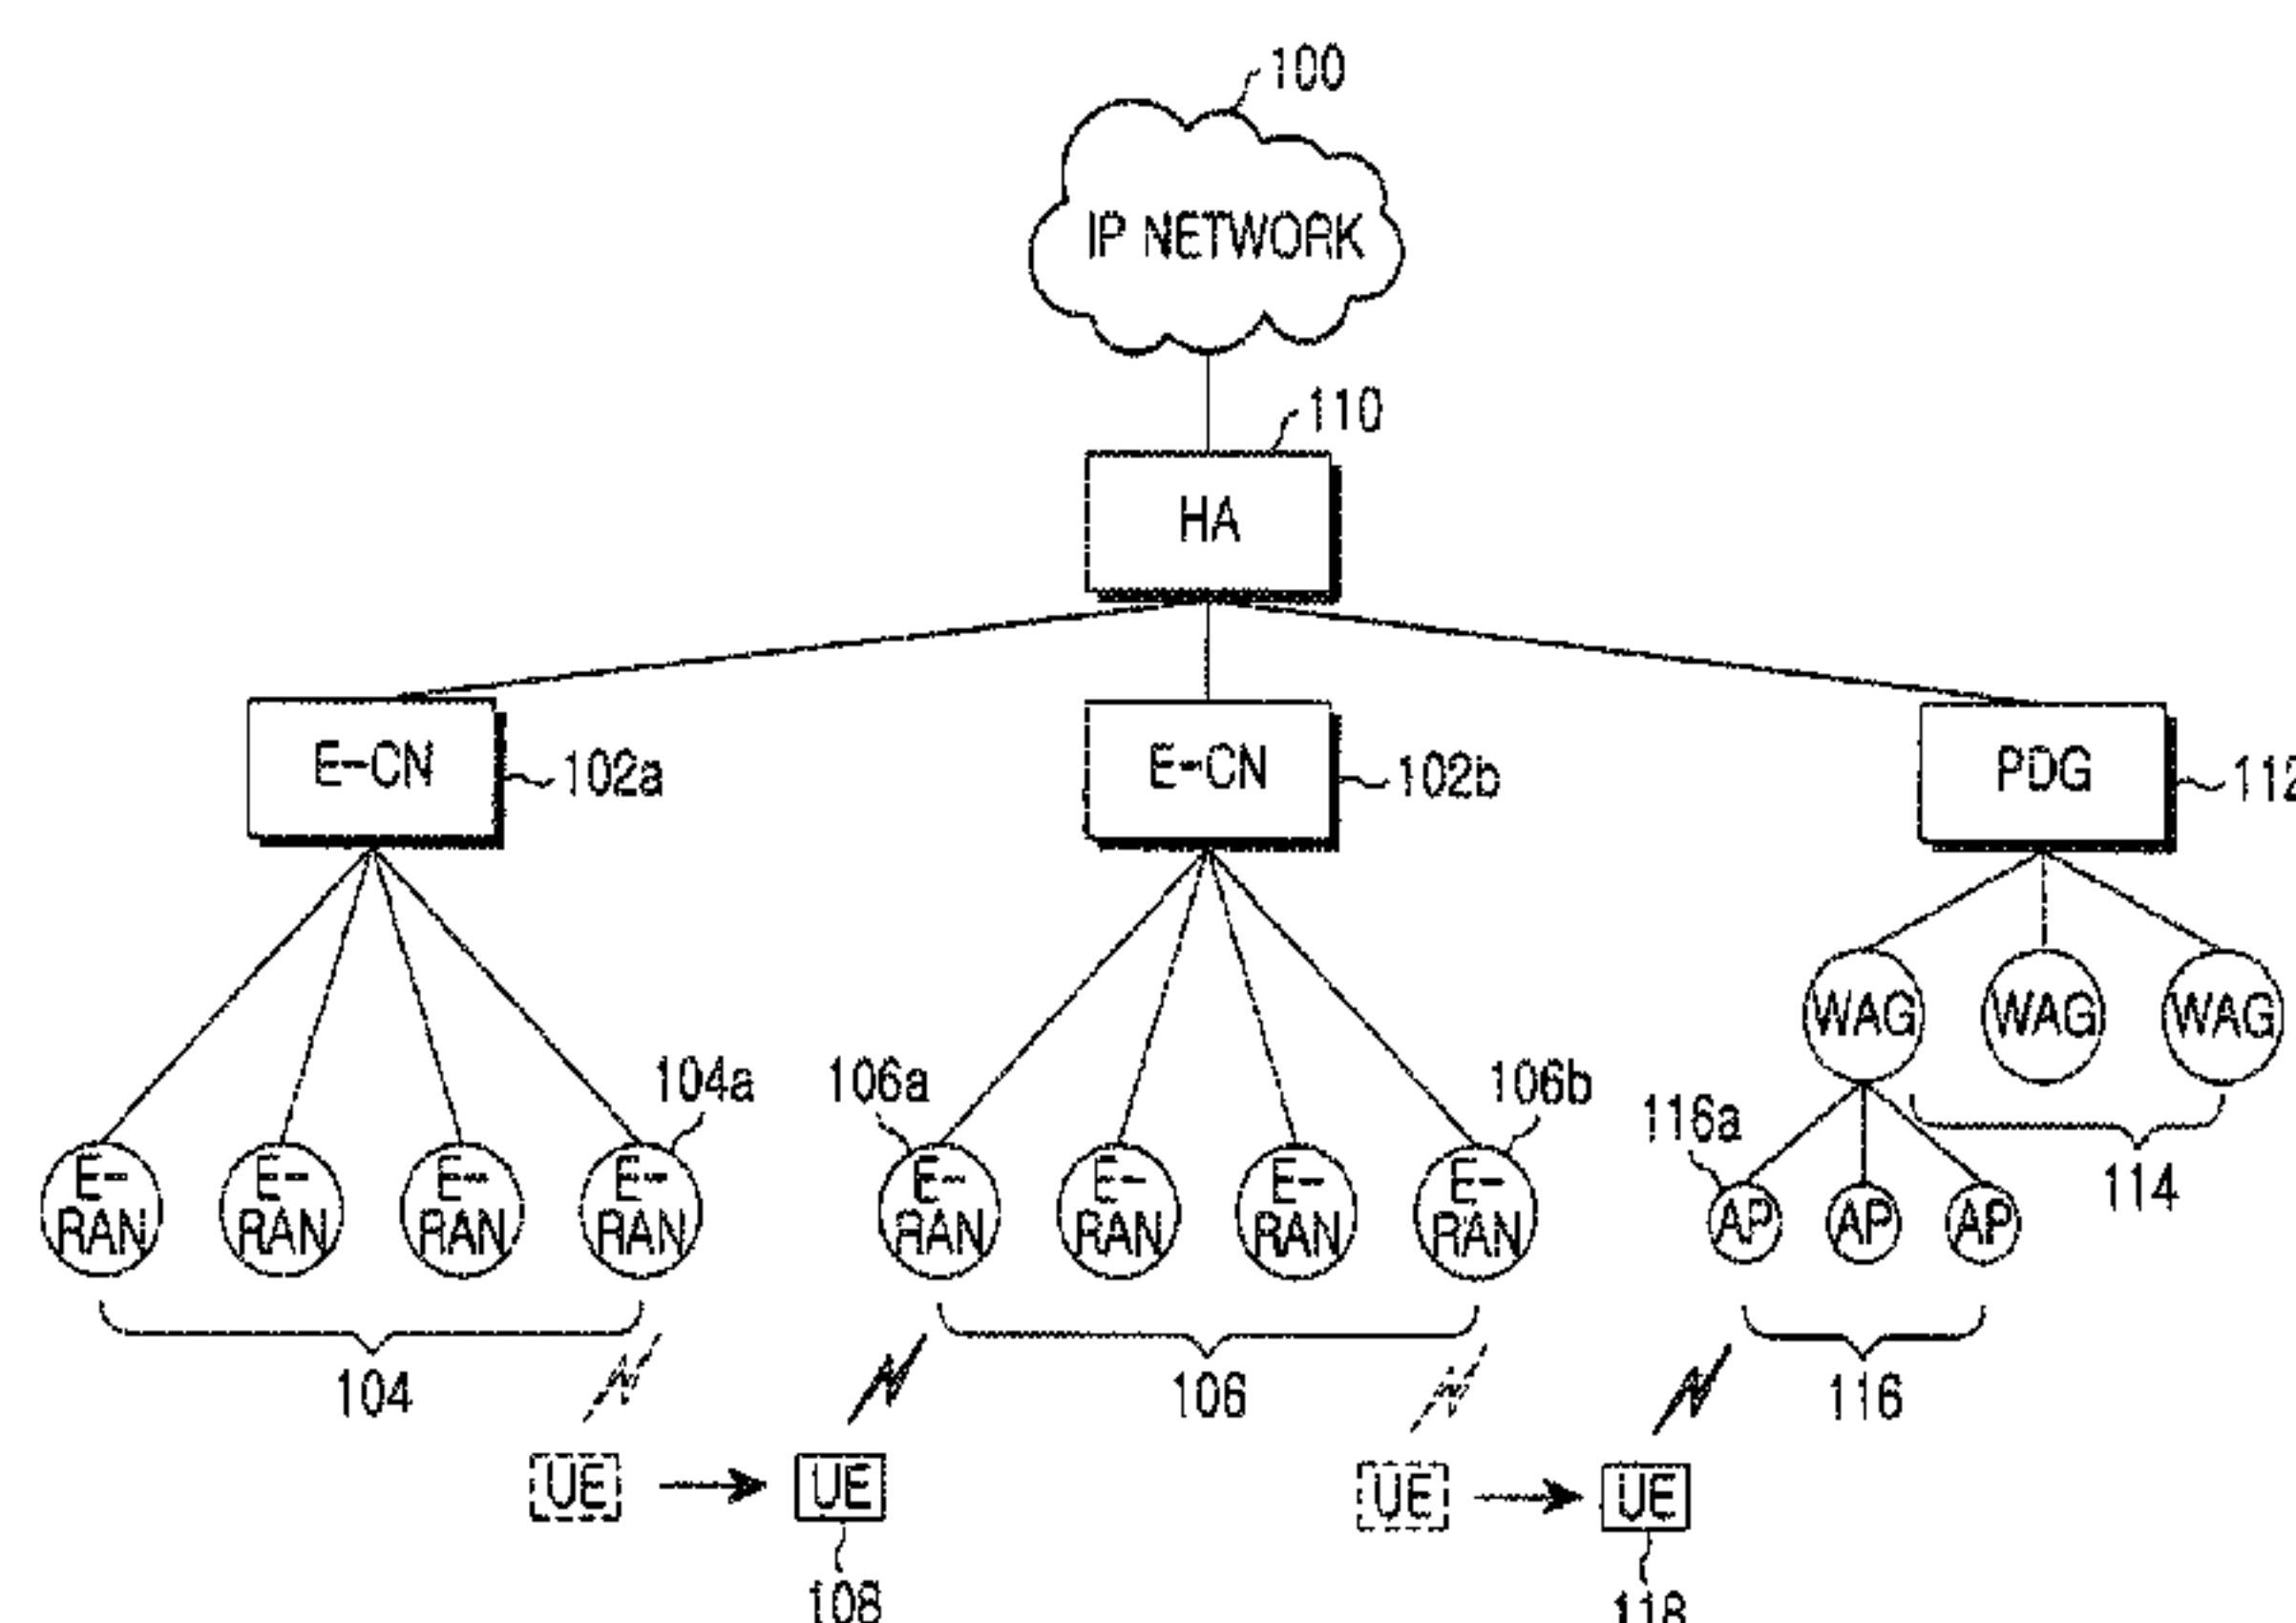 100
IP NETWORK
110
HA
E-CN
102a
E-CN
102b
PDG
112
WAG
WAG
WAG
104a
106a
106b
116a
114
E-
RAN
E-
RAN
E-
RAN
E-
RAN
E-
RAN
E-
RAN
E-
RAN
E-
RAN
AP
AP
AP
104
106
116
UE
UE
UE
UE
108
118